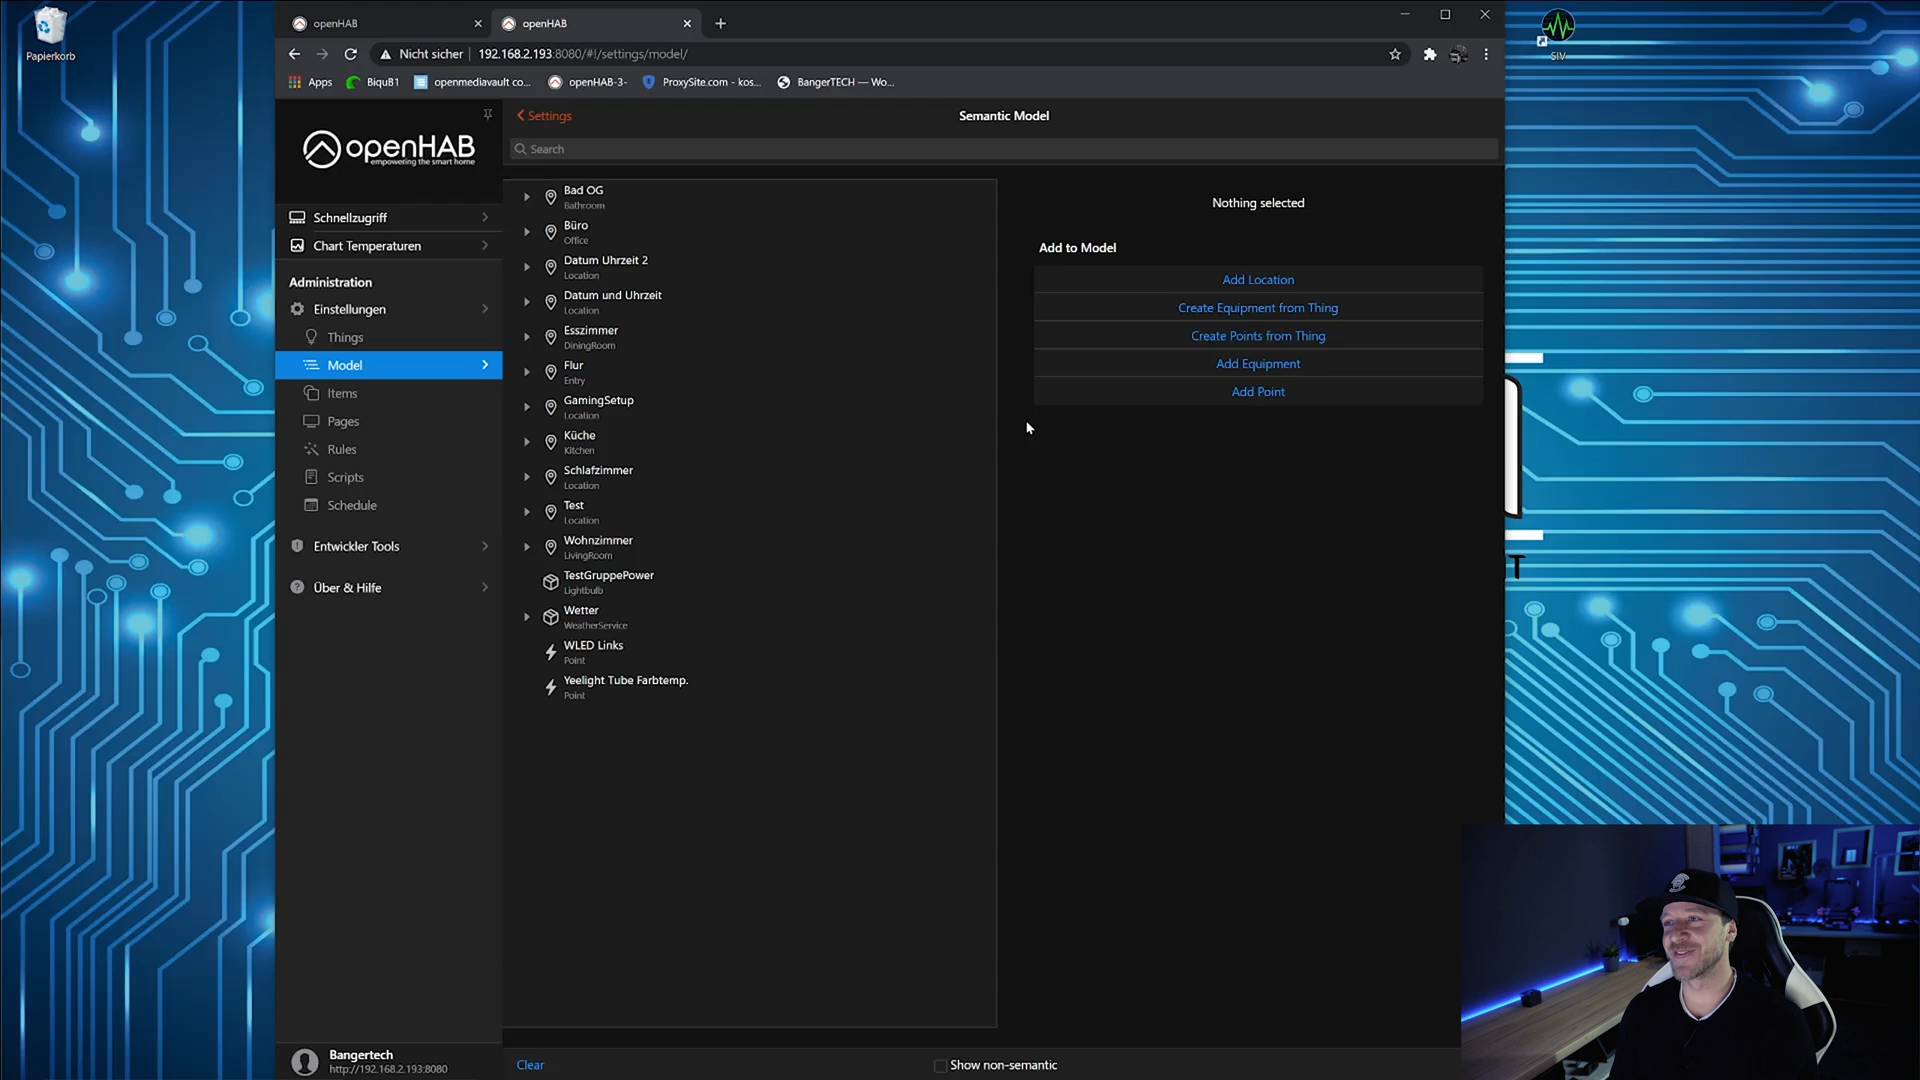 Papierkorb
openHAB
openHAB
SIV
Nicht sicher
192.168.2.193:8080/#!/settings/model/
Apps
BiquB1
openmediavault co...
openHAB-3-
ProxySite.com - kos...
BangerTECH — Wo...
openHAB
empowering the smart home
Settings
Semantic Model
Search
Schnellzugriff
Chart Temperaturen
Administration
Einstellungen
Things
Model
Items
Pages
Rules
Scripts
Schedule
Entwickler Tools
Über & Hilfe
Bangertech
http://192.168.2.193:8080
Bad OG
Bathroom
Büro
Office
Datum Uhrzeit 2
Location
Datum und Uhrzeit
Location
Esszimmer
DiningRoom
Flur
Entry
GamingSetup
Location
Küche
Kitchen
Schlafzimmer
Location
Test
Location
Wohnzimmer
LivingRoom
TestGruppePower
Lightbulb
Wetter
WeatherService
WLED Links
Point
Yeelight Tube Farbtemp.
Point
Nothing selected
Add to Model
Add Location
Create Equipment from Thing
Create Points from Thing
Add Equipment
Add Point
T
Clear
Show non-semantic